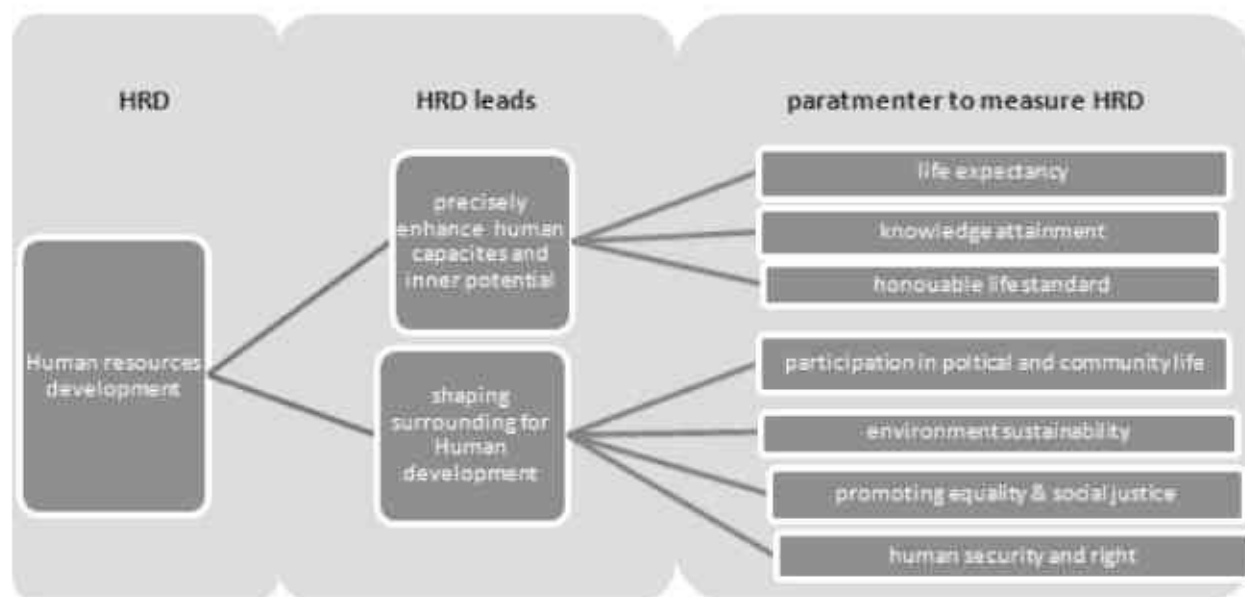 HRD
HRD leads
paratmenter to measure HRD
Human resources
development
precisely
enhance human
capacites and
inner potential
shaping
surrounding for
Human
development
life expectancy
knowledge attainment
honouable life standard
participation in poltical and community life
environment sustainability
promoting equality & social justice
human security and right